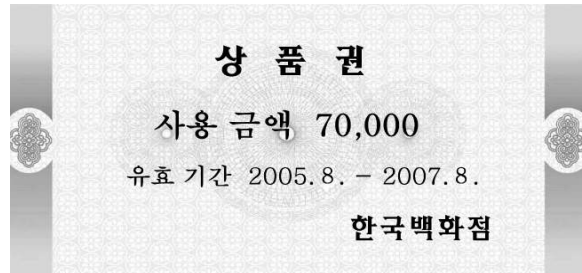 상 품 권
사용 금액 70,000
유효 기간 2005. 8. - 2007. 8.
한국백화점